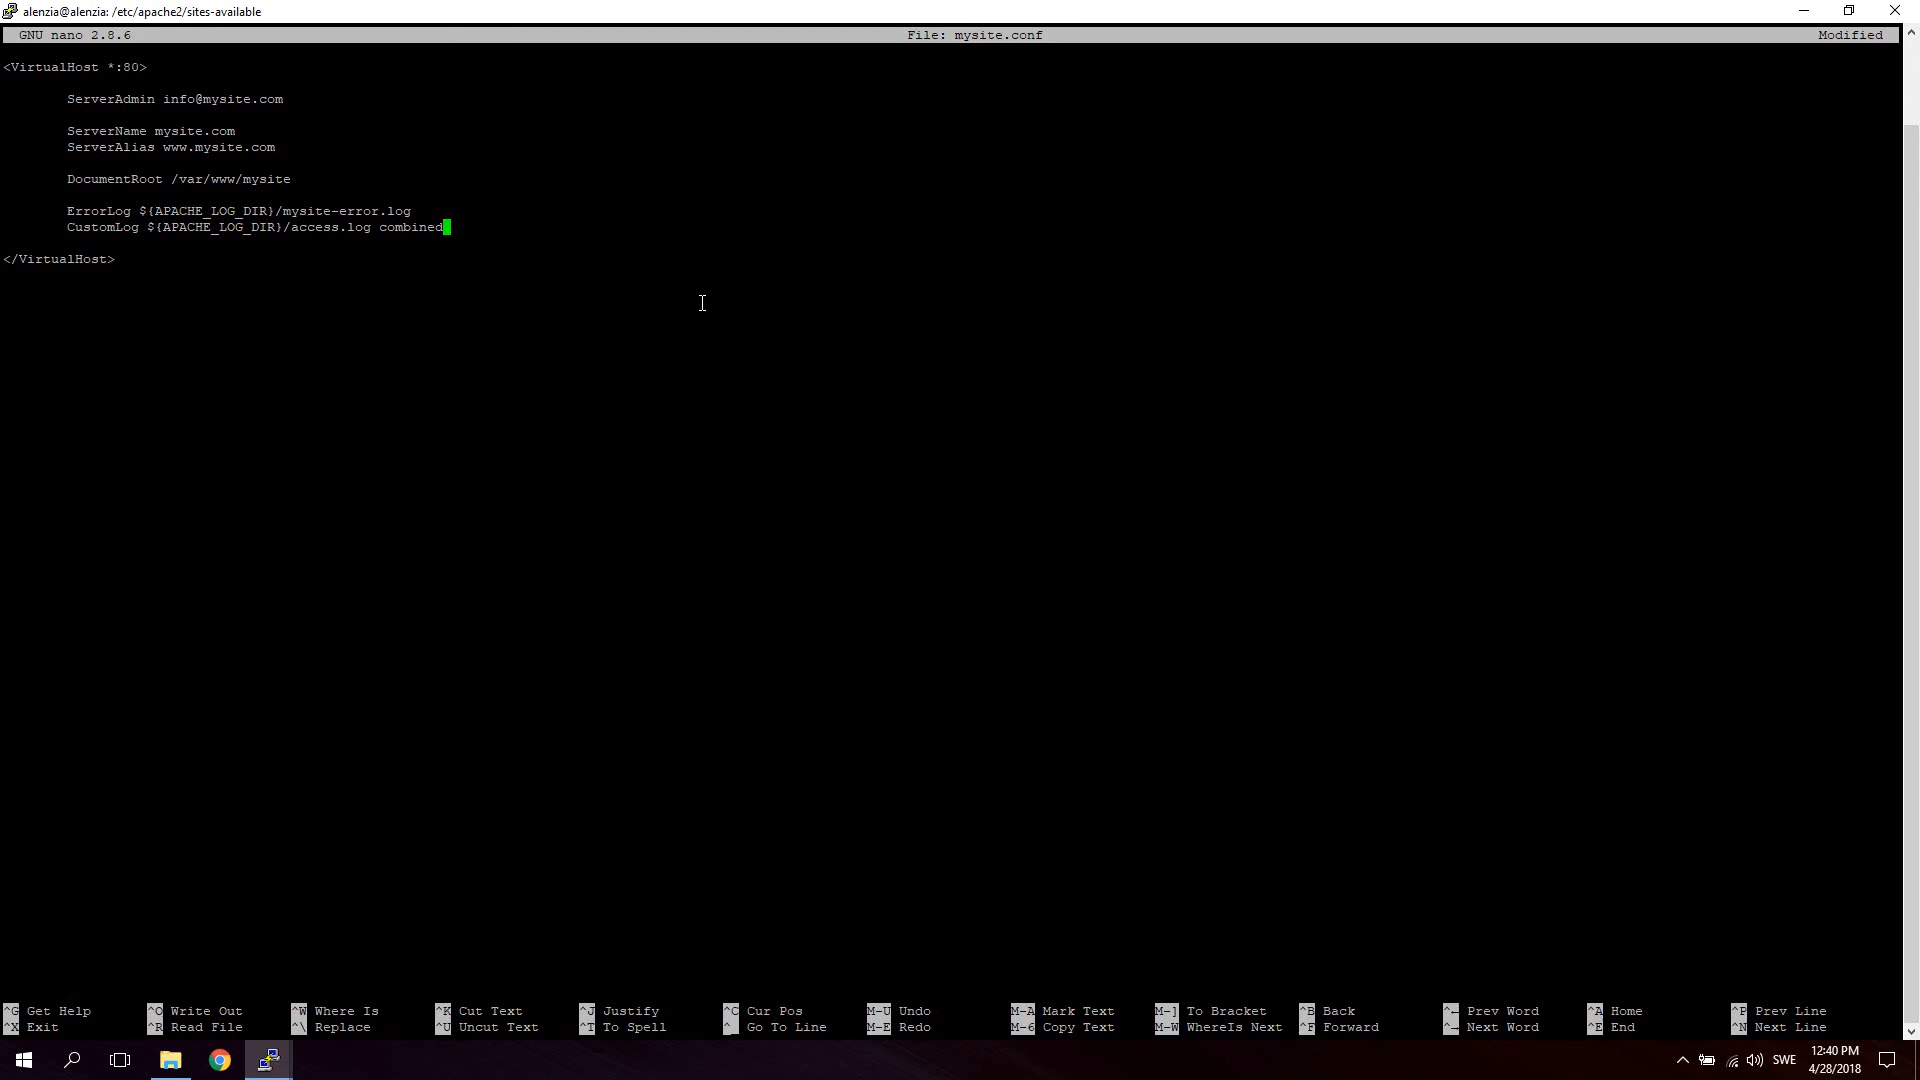 alenzia@alenzia: /etc/apache2/sites-available
GNU nano 2.8.6 File: mysite.conf Modified
<VirtualHost *:80>
ServerAdmin info@mysite.com
ServerName mysite.com
ServerAlias www.mysite.com
DocumentRoot /var/www/mysite
ErrorLog ${APACHE_LOG_DIR}/mysite-error.log
CustomLog ${APACHE_LOG_DIR}/access.log combined
</VirtualHost>
^G Get Help ^O Write Out ^W Where Is ^K Cut Text ^J Justify ^C Cur Pos M-U Undo M-A Mark Text M-] To Bracket ^B Back ^← Prev Word ^A Home ^P Prev Line
^X Exit ^R Read File ^\ Replace ^U Uncut Text ^T To Spell ^_ Go To Line M-E Redo M-6 Copy Text M-W WhereIs Next ^F Forward ^→ Next Word ^E End ^N Next Line
SWE 12:40 PM
4/28/2018